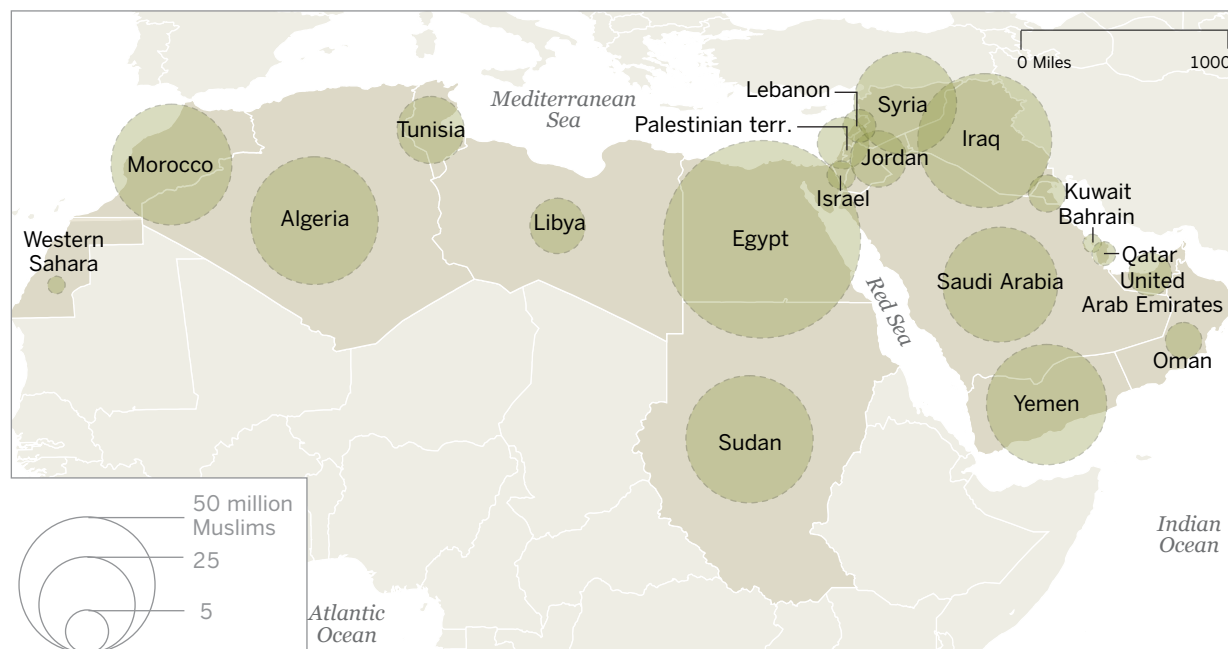 0 Miles 1000
Mediterranean
Sea
Lebanon
Syria
Palestinian terr.
Iraq
Tunisia
Morocco
Jordan
Algeria
Libya
Israel
Egypt
Kuwait
Bahrain
Western
Sahara
Qatar
Saudi Arabia
United
Arab Emirates
Red Sea
Oman
Yemen
Sudan
50 million
Muslims
25
5
Indian
Ocean
Atlantic
Ocean